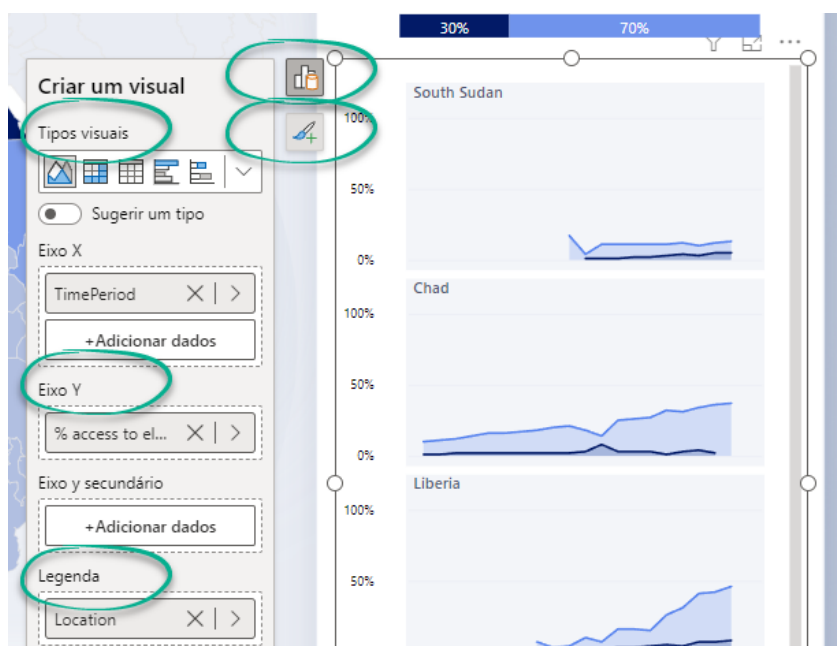 30% 70%
Criar um visual
Tipos visuais
Sugerir um tipo
Eixo X
TimePeriod
+Adicionar dados
Eixo Y
% access to el...
Eixo y secundário
+Adicionar dados
Legenda
Location
South Sudan
100%
50%
0%
Chad
100%
50%
0%
Liberia
100%
50%